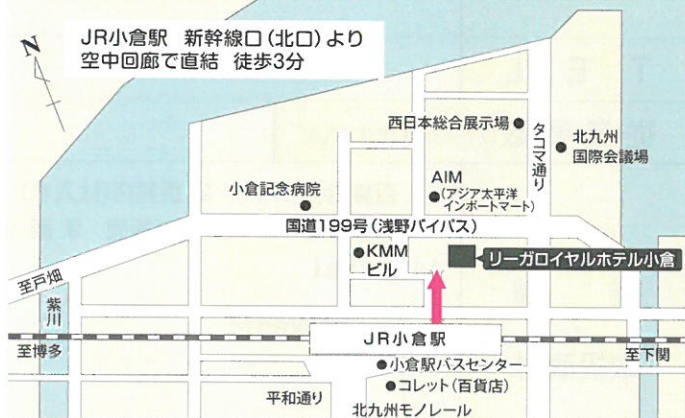 N
JR小倉駅 新幹線口(北口)より
空中回廊で直結 徒歩3分
西日本総合展示場
タコマ通り
北九州
国際会議場
小倉記念病院
AIM
(アジア太平洋
インポートマート)
国道199号(浅野バイパス)
KMM
ビル
リーガロイヤルホテル小倉
至戸畑
紫川
至博多
JR小倉駅
至下関
小倉駅バスセンター
コレット(百貨店)
平和通り
北九州モノレール